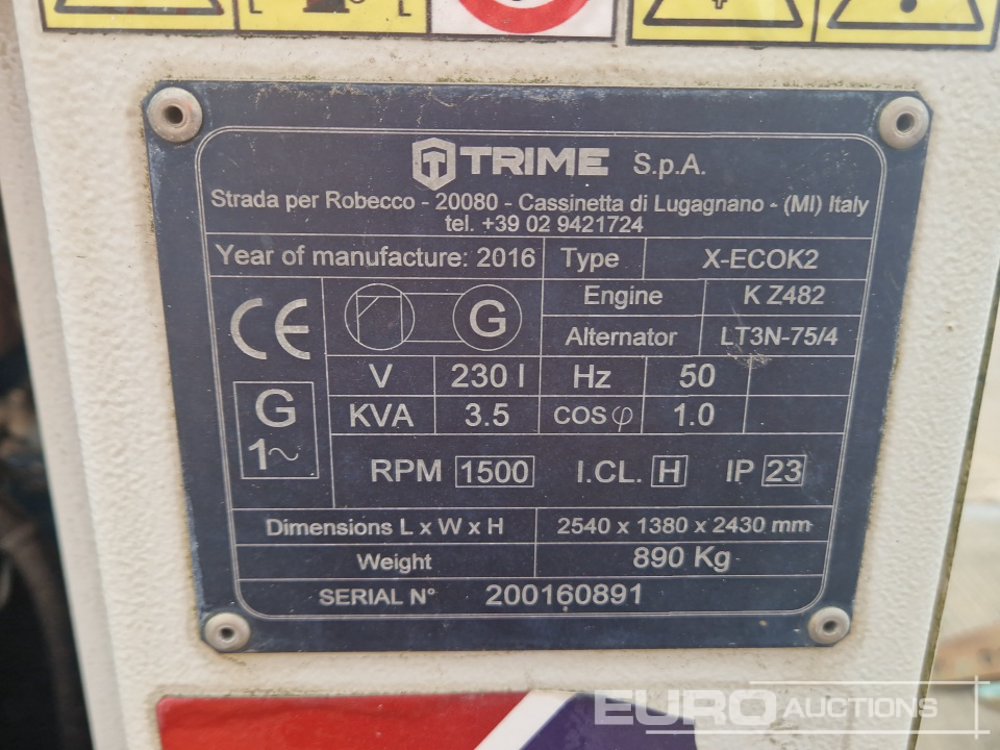 L L
TRIME S.p.A.
Strada per Robecco - 20080 - Cassinetta di Lugagnano - (MI) Italy
tel. +39 02 9421724
Year of manufacture: 2016 Type X-ECOK2
CE G Engine K Z482
Alternator LT3N-75/4
V 230 I Hz 50
G 1~ KVA 3.5 COS φ 1.0
RPM 1500 I.CL. H IP 23
Dimensions L x W x H 2540 x 1380 x 2430 mm
Weight 890 Kg
SERIAL N° 200160891
EURO AUCTIONS